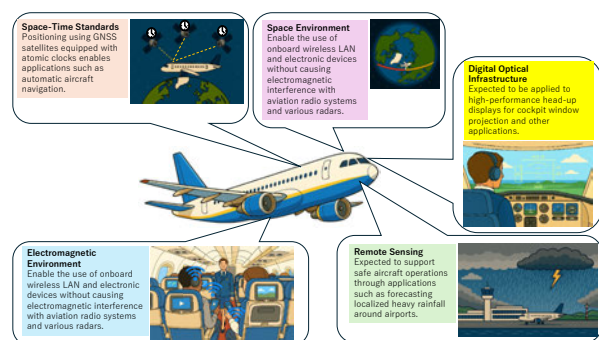 Space-Time Standards
Positioning using GNSS
satellites equipped with
atomic clocks enables
applications such as
automatic aircraft
navigation.
Space Environment
Enable the use of
onboard wireless LAN
and electronic devices
without causing
electromagnetic
interference with
aviation radio systems
and various radars.
Digital Optical
Infrastructure
Expected to be applied to
high-performance head-up
displays for cockpit window
projection and other
applications.
Electromagnetic
Environment
Enable the use of onboard
wireless LAN and electronic
devices without causing
electromagnetic interference
with aviation radio systems
and various radars.
Remote Sensing
Expected to support
safe aircraft operations
through applications
such as forecasting
localized heavy rainfall
around airports.